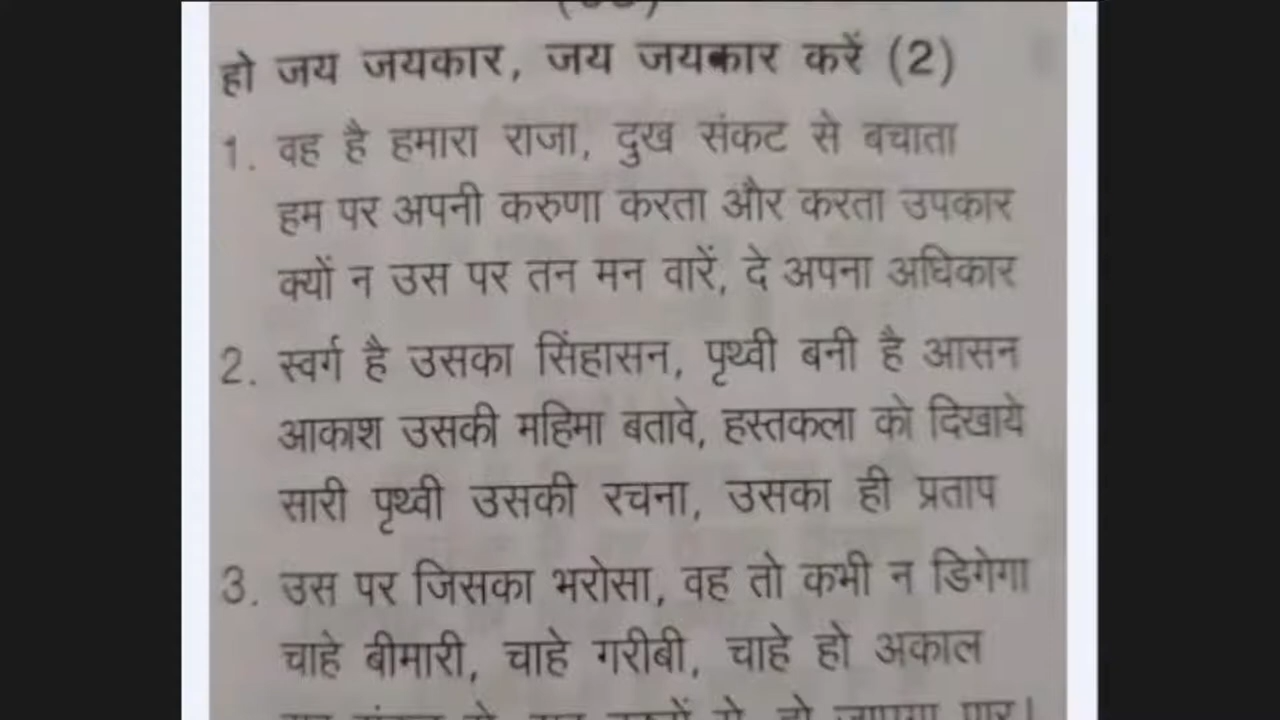 हो जय जयकार, जय जयकार करें (2)
1. वह है हमारा राजा, दुख संकट से बचाता
हम पर अपनी करुणा करता और करता उपकार
क्यों न उस पर तन मन वारें, दे अपना अधिकार
2. स्वर्ग है उसका सिंहासन, पृथ्वी बनी है आसन
आकाश उसकी महिमा बतावे, हस्तकला को दिखाये
सारी पृथ्वी उसकी रचना, उसका ही प्रताप
3. उस पर जिसका भरोसा, वह तो कभी न डिगेगा
चाहे बीमारी, चाहे गरीबी, चाहे हो अकाल